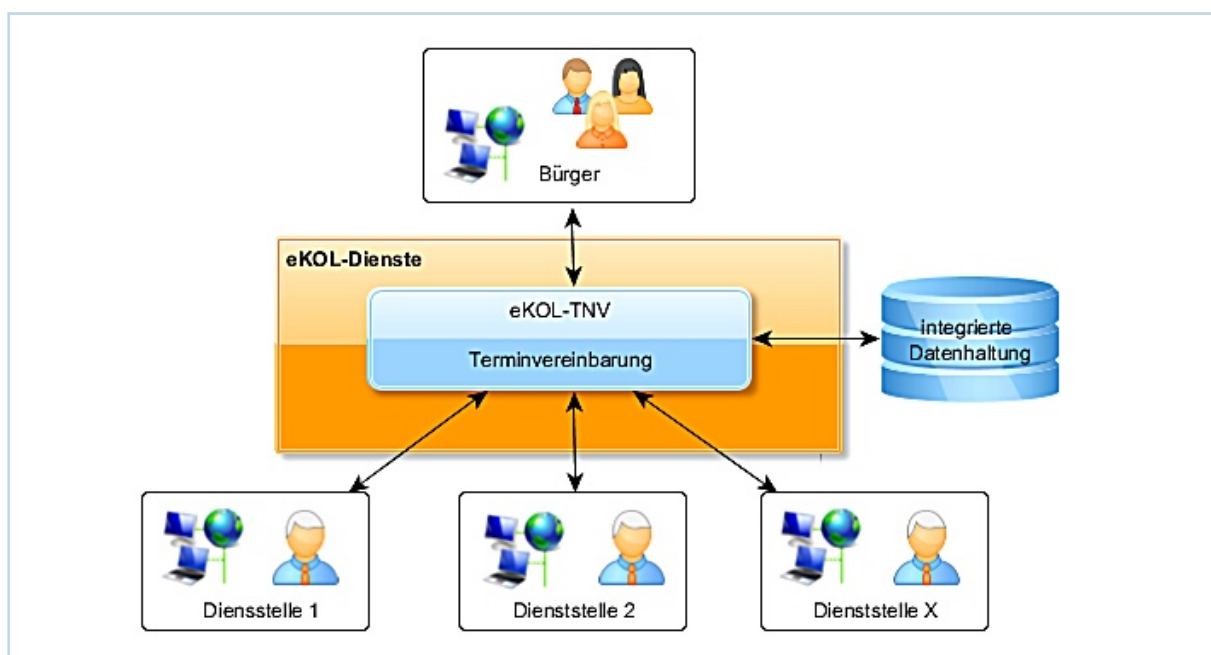 Bürger
eKOL-Dienste
eKOL-TNV
Terminvereinbarung
integrierte
Datenhaltung
Diensstelle 1
Dienststelle 2
Dienststelle X